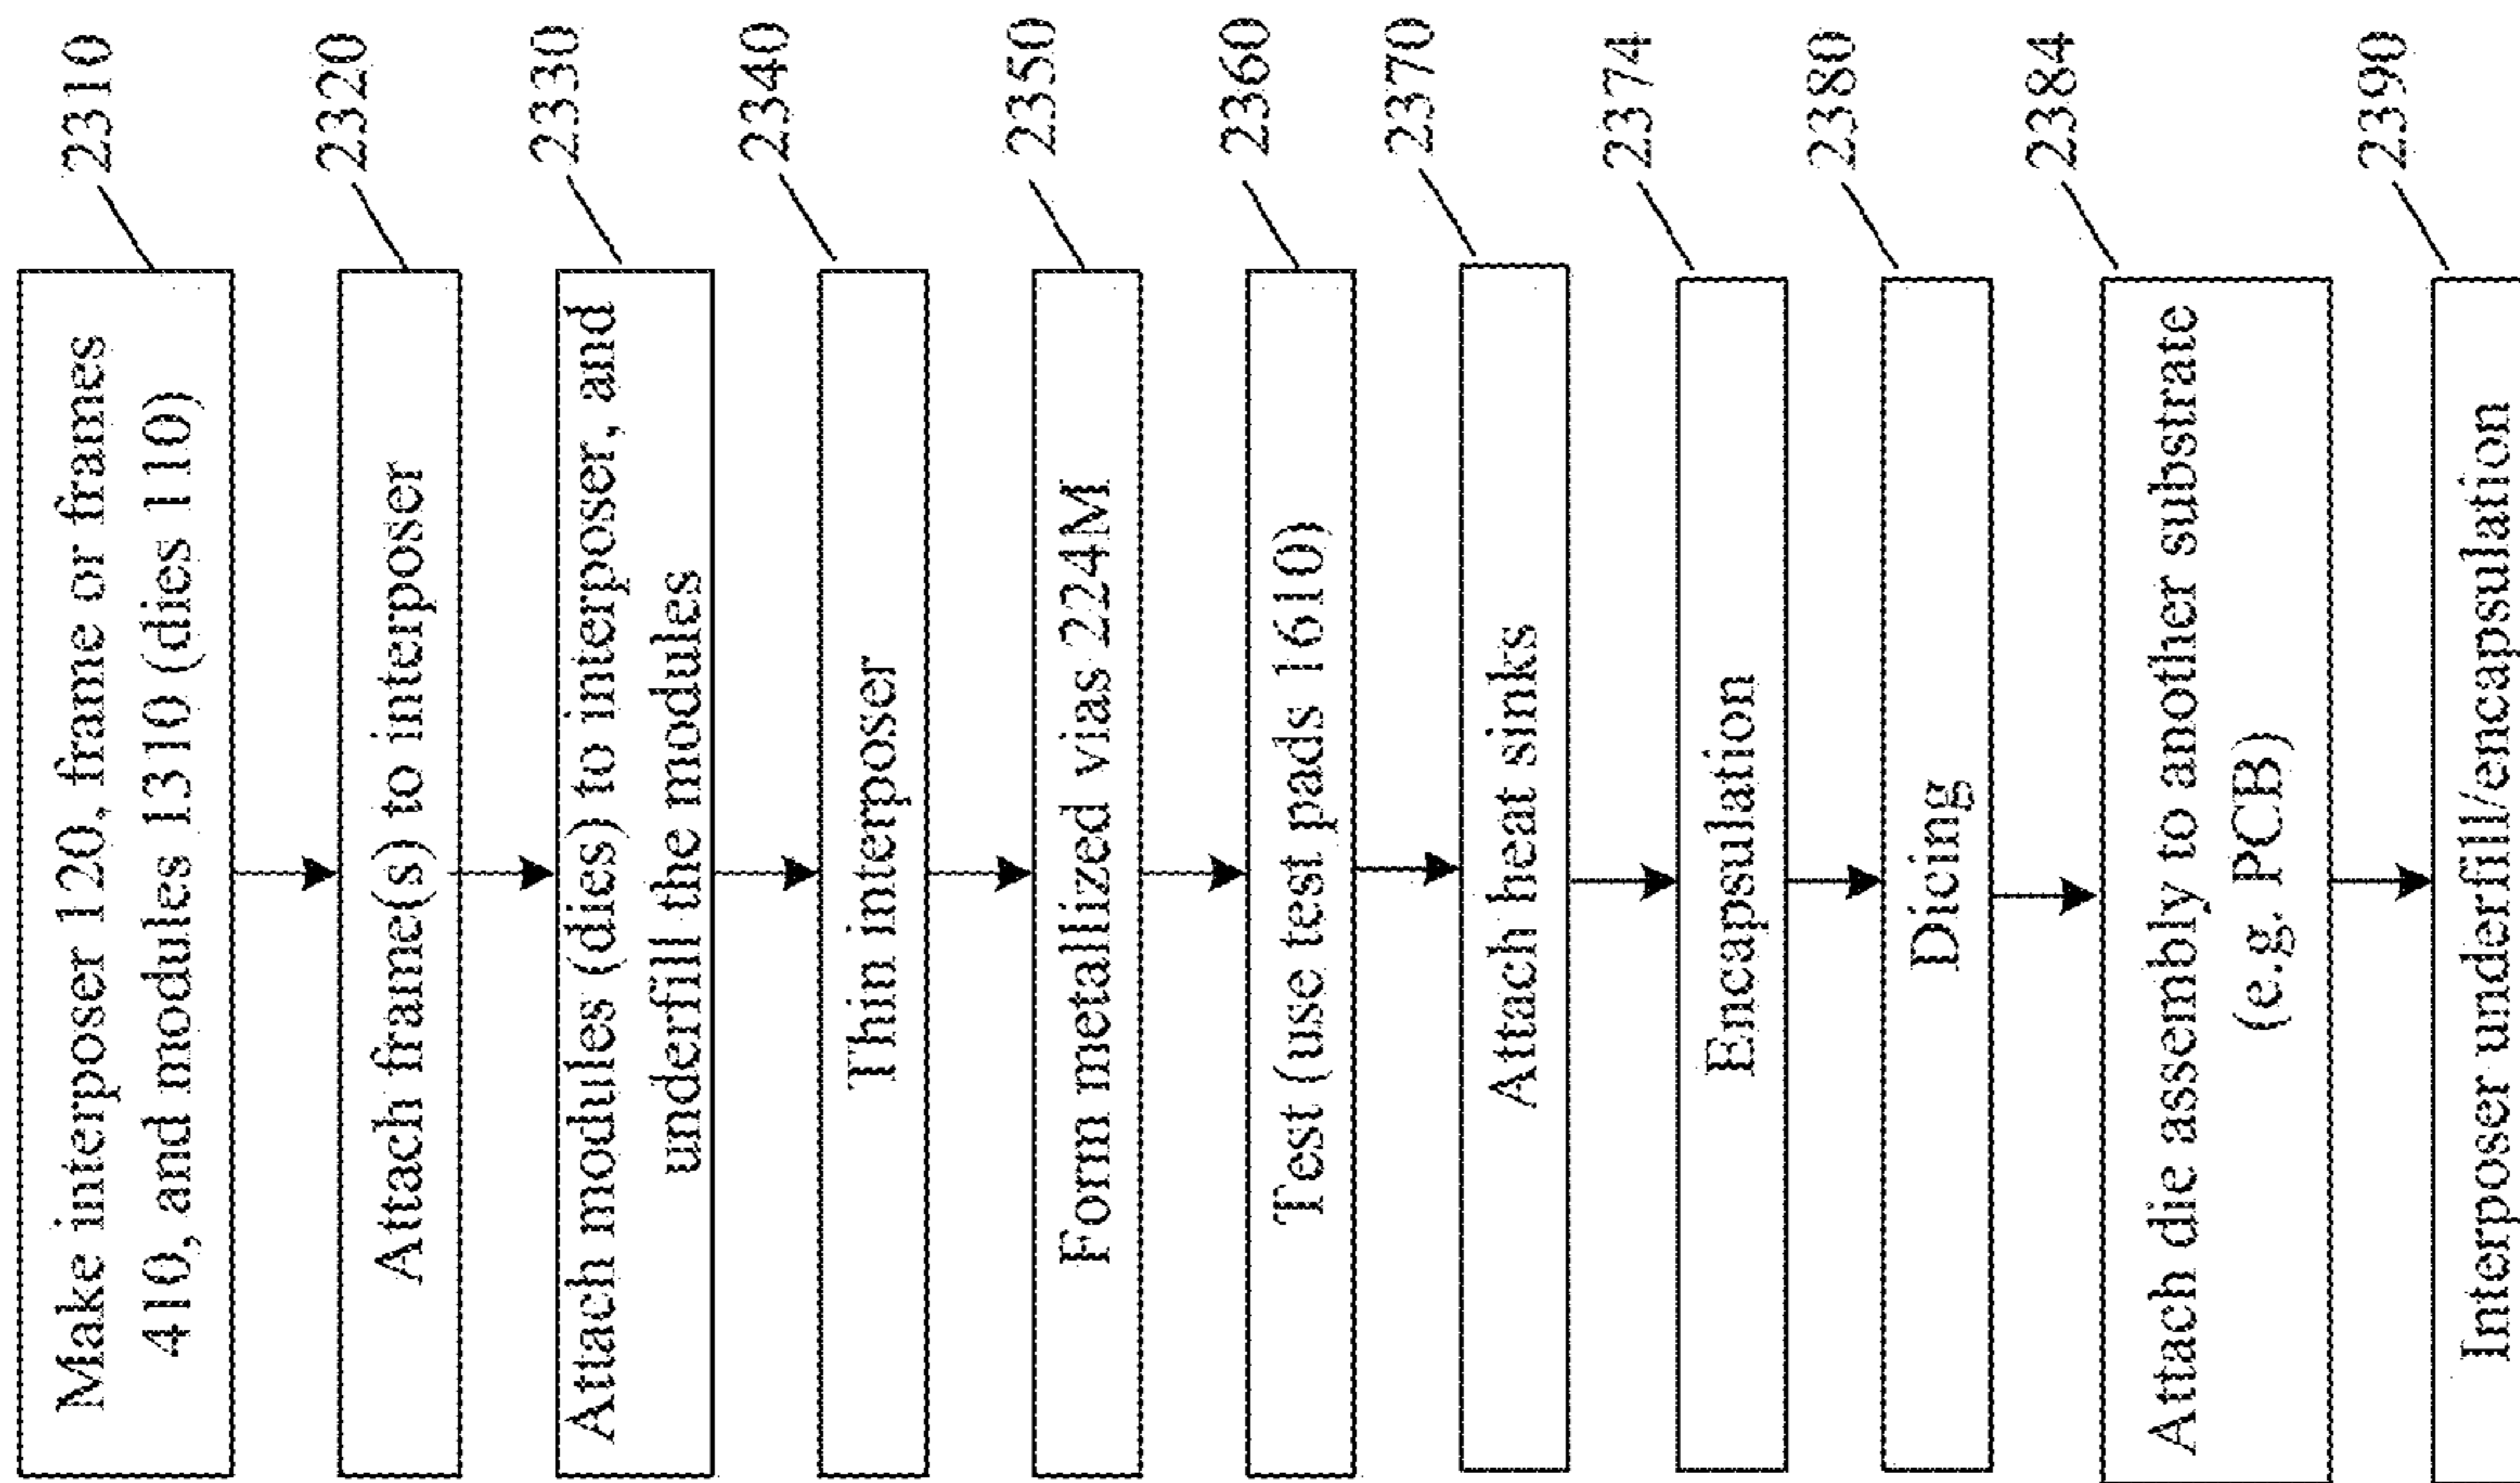 2310
Make interposer 120, frame or frames
410, and modules 1310 (dies 110)
2320
Attach frame(s) to interposer
2330
Attach modules (dies) to interposer, and
underfill the modules
2340
Thin interposer
2350
Form metallized vias 224M
2360
Test (use test pads 1610)
2370
Attach heat sinks
2374
Encapsulation
2380
Dicing
2384
Attach die assembly to another substrate
(e.g. PCB)
2390
Interposer underfill/encapsulation